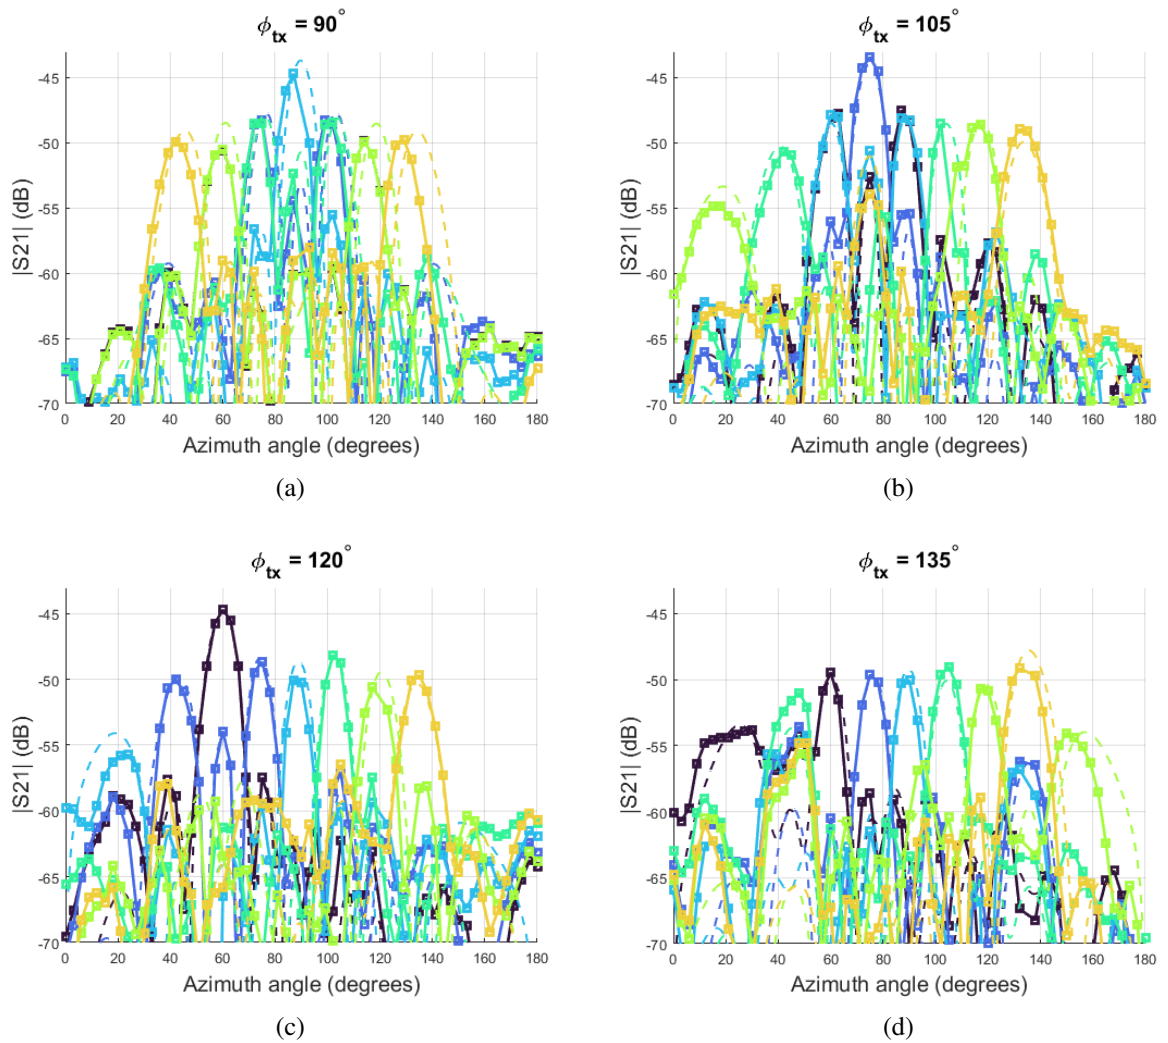 ϕtx = 90°
ϕtx = 105°
|S21| (dB)
-45
-50
-55
-60
-65
-70
0 20 40 60 80 100 120 140 160 180
Azimuth angle (degrees)
(a)
|S21| (dB)
-45
-50
-55
-60
-65
-70
0 20 40 60 80 100 120 140 160 180
Azimuth angle (degrees)
(b)
ϕtx = 120°
ϕtx = 135°
|S21| (dB)
-45
-50
-55
-60
-65
-70
0 20 40 60 80 100 120 140 160 180
Azimuth angle (degrees)
(c)
|S21| (dB)
-45
-50
-55
-60
-65
-70
0 20 40 60 80 100 120 140 160 180
Azimuth angle (degrees)
(d)